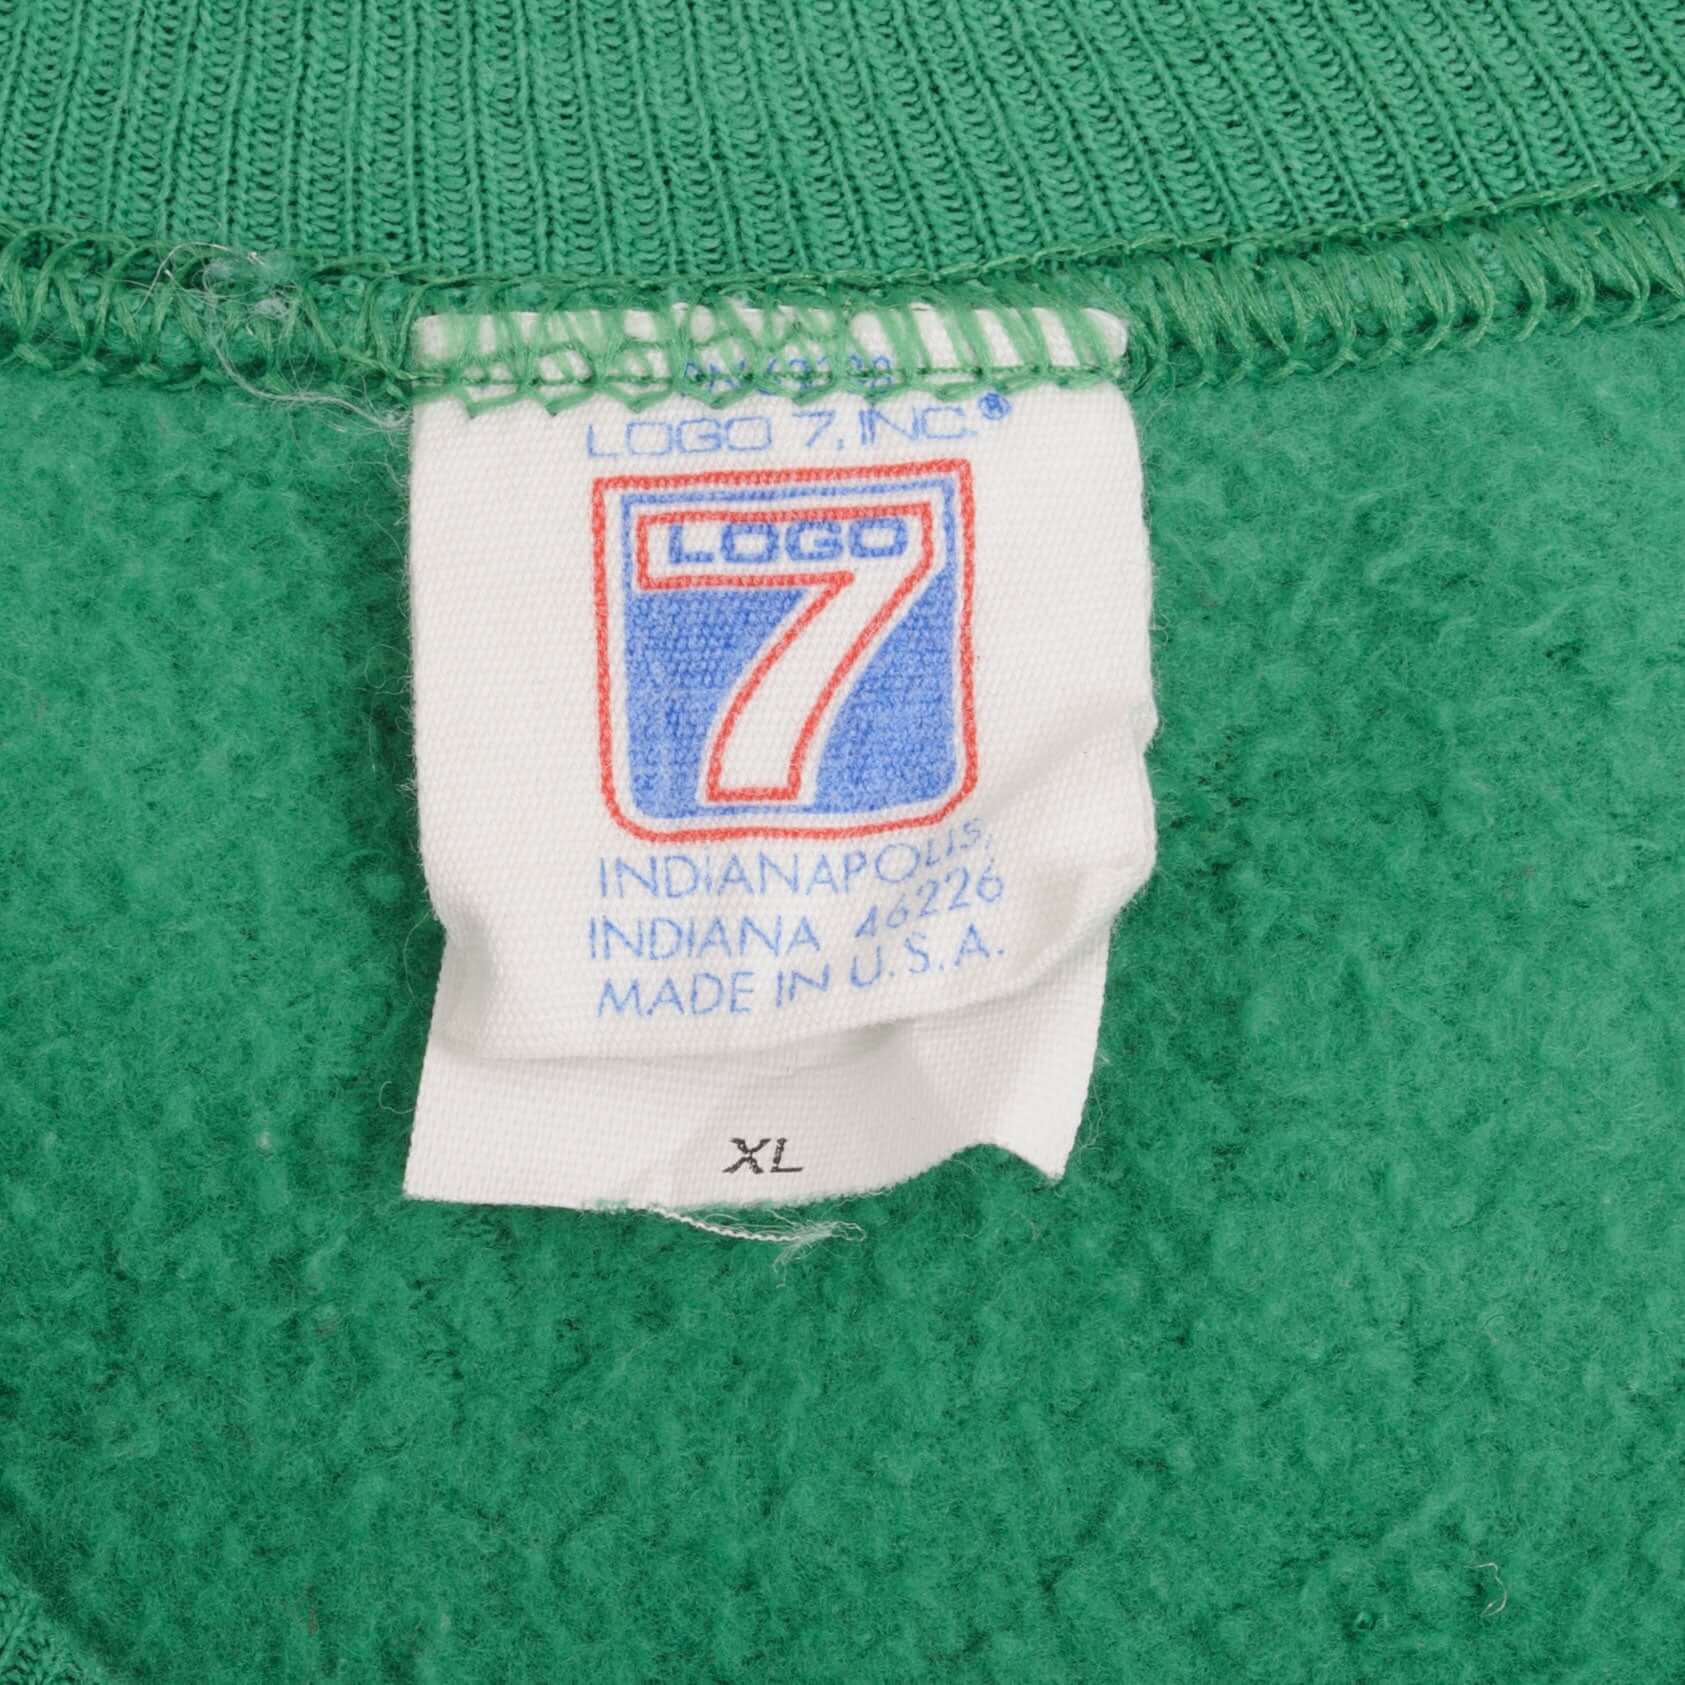 LOGO 7, INC.®
LOGO
7
INDIANAPOLIS,
INDIANA 46226
MADE IN U.S.A.
XL